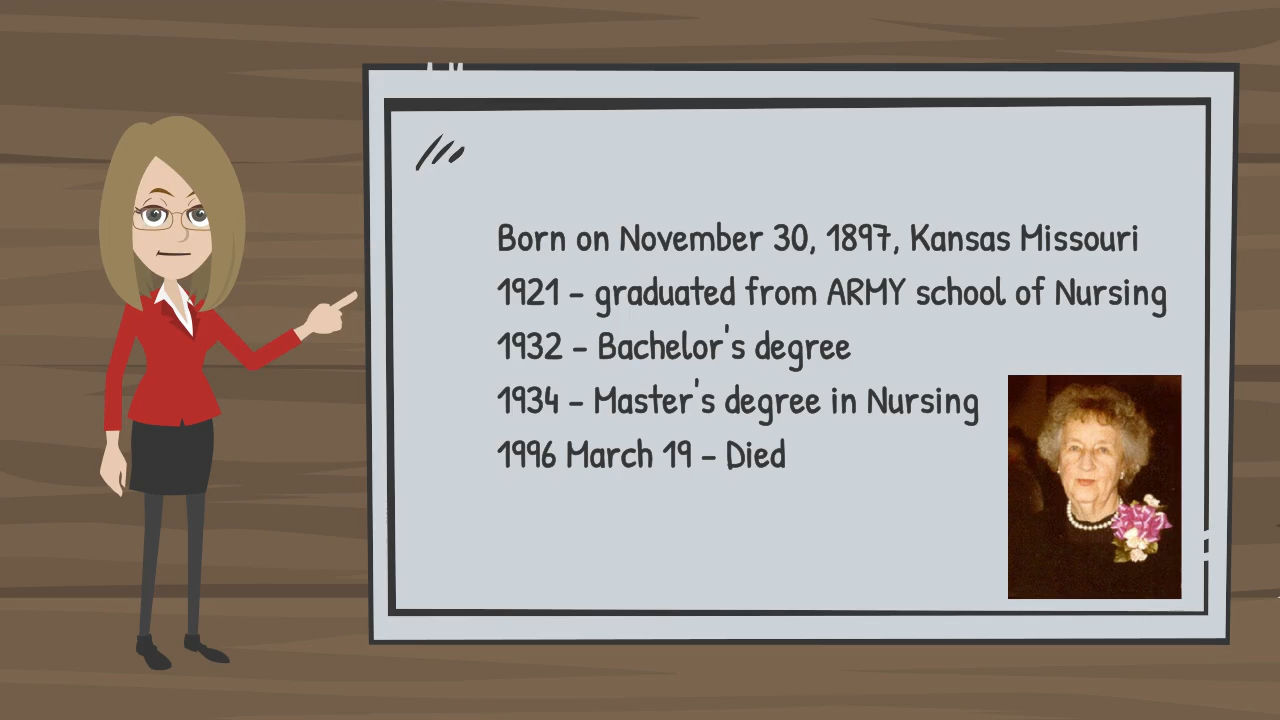 Born on November 30, 1897, Kansas Missouri
1921 - graduated from ARMY school of Nursing
1932 - Bachelor's degree
1934 - Master's degree in Nursing
1996 March 19 - Died